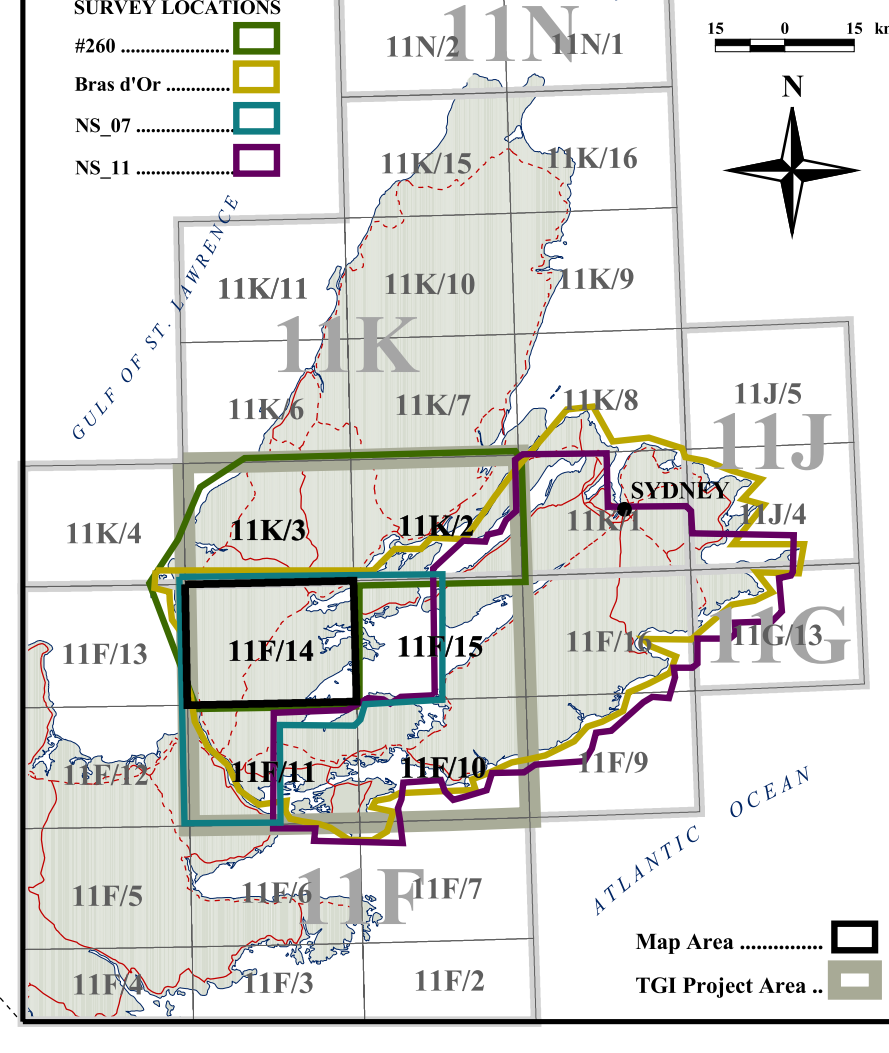 SURVEY LOCATIONS
#260 .....................
Bras d'Or ............
NS_07 ...................
NS_11 ...................
15 0 15 km
N
11N
11N/2
11N/1
11K/15
11K/16
GULF OF ST. LAWRENCE
11K/11
11K/10
11K/9
11K
11K/6
11K/7
11K/8
11J/5
11J
SYDNEY
11K/4
11K/3
11K/2
11K/1
11J/4
11F/13
11F/14
11F/15
11F/16
11G/13
11G
11F/12
11F/11
11F/10
11F/9
ATLANTIC OCEAN
11F/5
11F/6
11F
11F/7
11F/4
11F/3
11F/2
Map Area ................
TGI Project Area ..